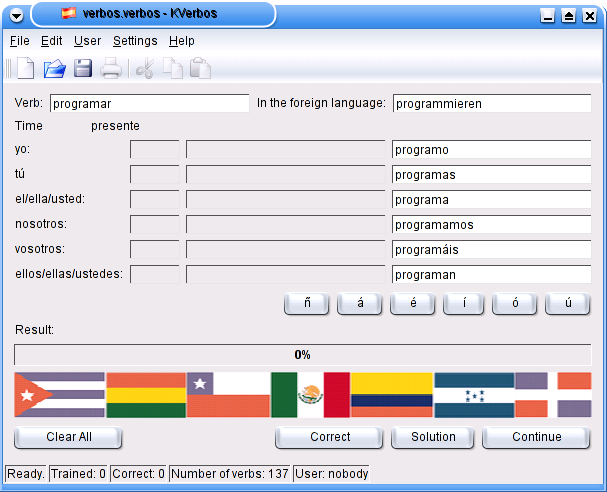 verbos.verbos - KVerbos
File Edit User Settings Help
Verb: programar In the foreign language: programmieren
Time presente
yo: programo
tú programas
el/ella/usted: programa
nosotros: programamos
vosotros: programáis
ellos/ellas/ustedes: programan
ñ á é í ó ú
Result:
0%
Clear All Correct Solution Continue
Ready. Trained: 0 Correct: 0 Number of verbs: 137 User: nobody